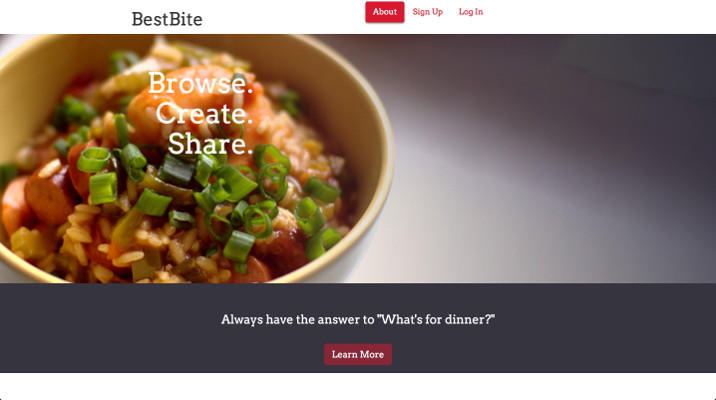 BestBite
About
Sign Up
Log In
Browse.
Create.
Share.
Always have the answer to "What's for dinner?"
Learn More